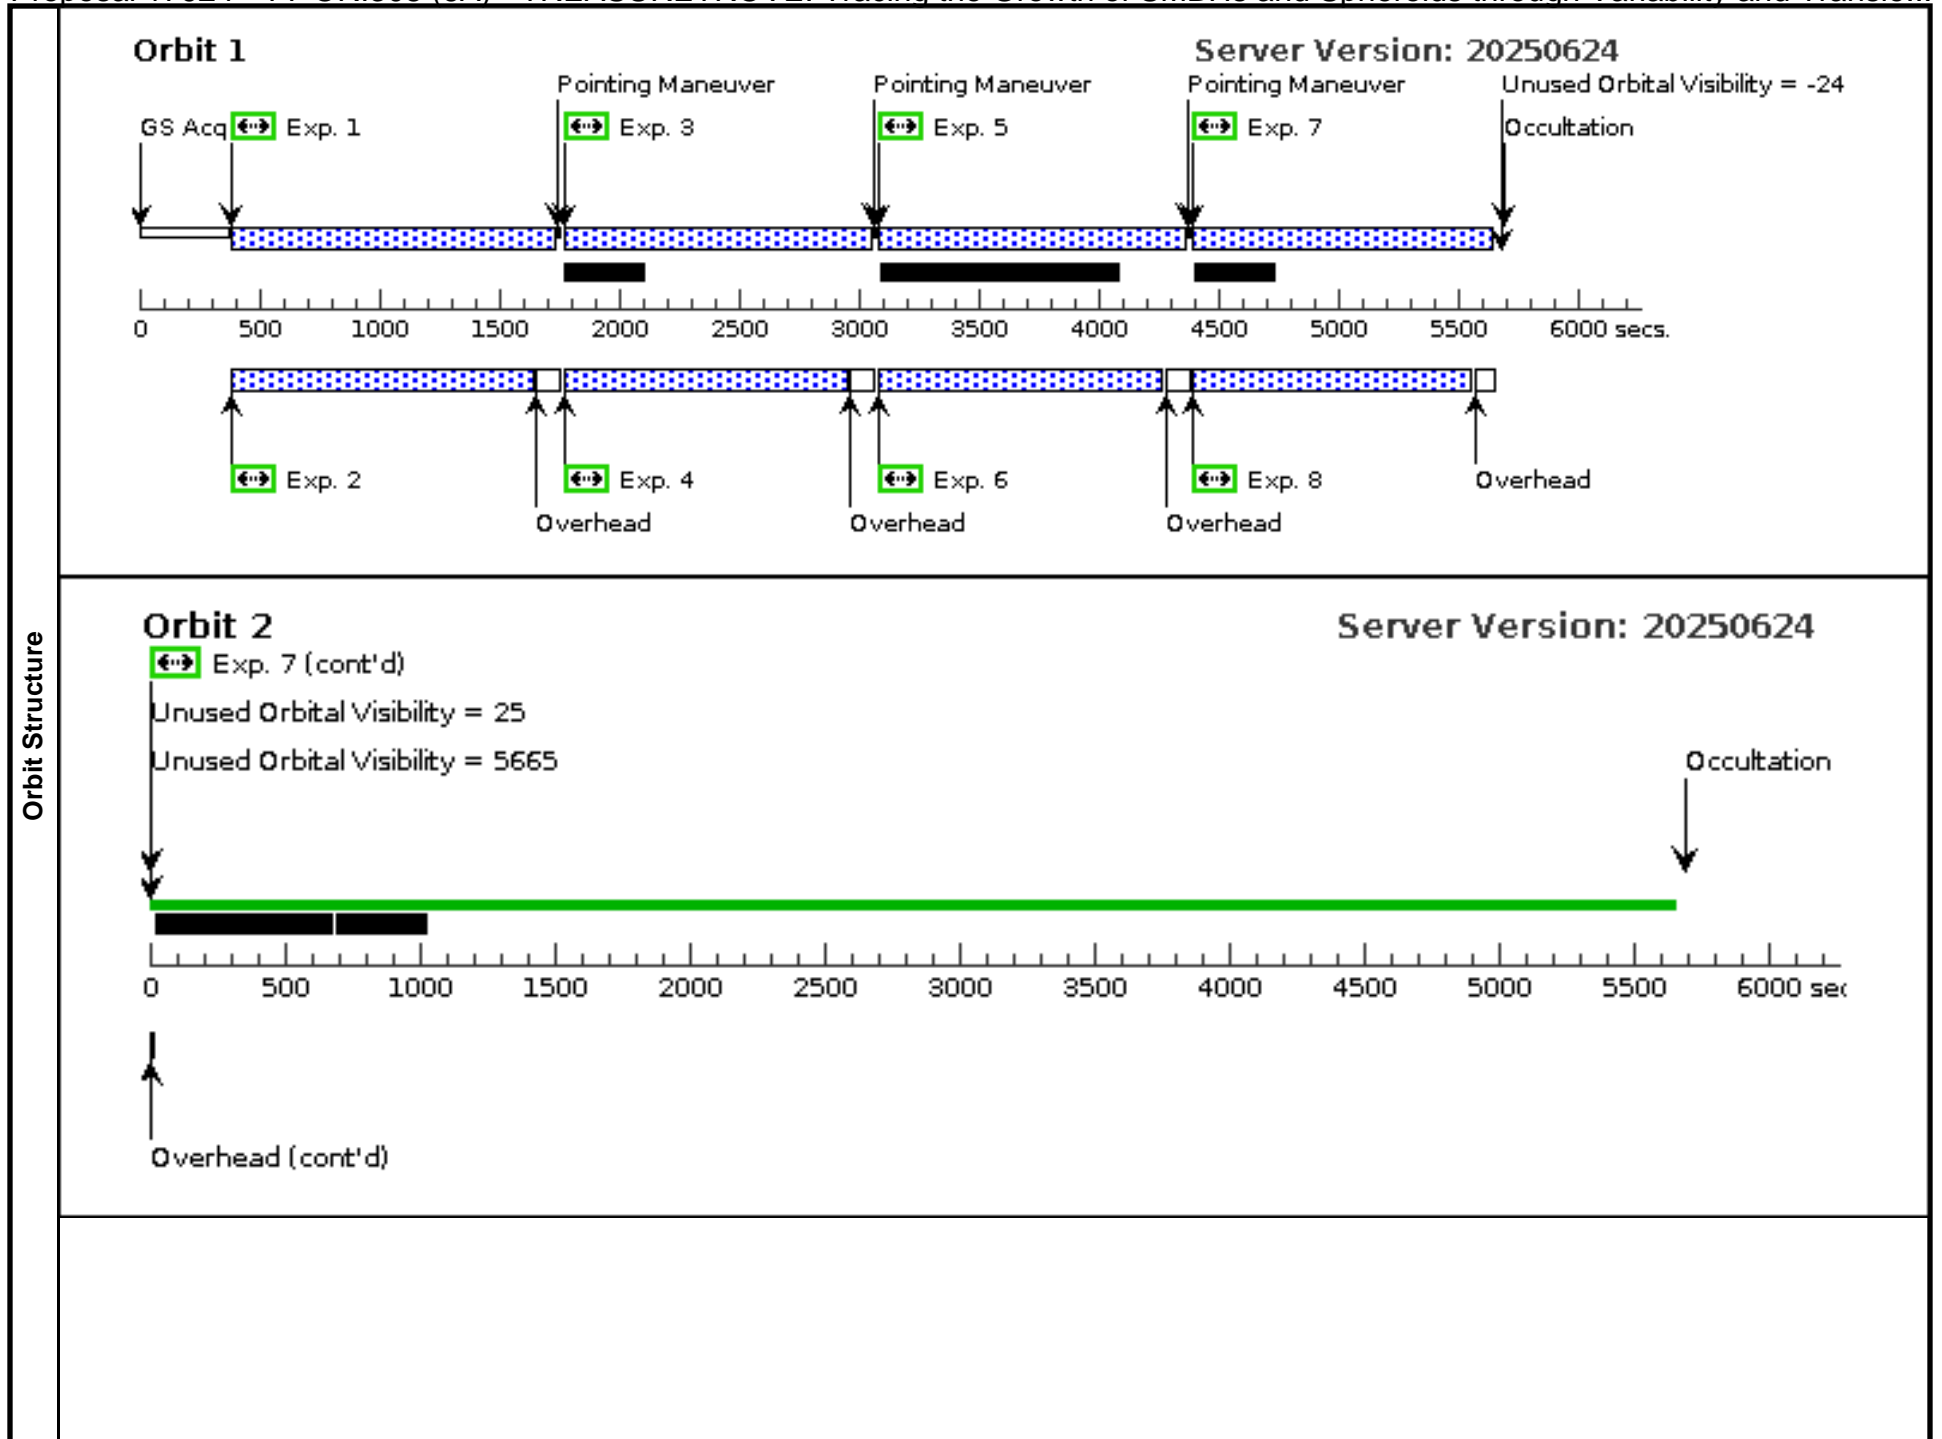 Orbit Structure
Orbit 1 Server Version: 20250624
Pointing Maneuver Pointing Maneuver Pointing Maneuver Unused Orbital Visibility = -24
GS Acq Exp. 1 Exp. 3 Exp. 5 Exp. 7 Occultation
0 500 1000 1500 2000 2500 3000 3500 4000 4500 5000 5500 6000 secs.
Exp. 2 Exp. 4 Exp. 6 Exp. 8 Overhead
Overhead Overhead Overhead
Orbit 2 Server Version: 20250624
Exp. 7 (cont'd)
Unused Orbital Visibility = 25
Unused Orbital Visibility = 5665 Occultation
0 500 1000 1500 2000 2500 3000 3500 4000 4500 5000 5500 6000 sec
Overhead (cont'd)